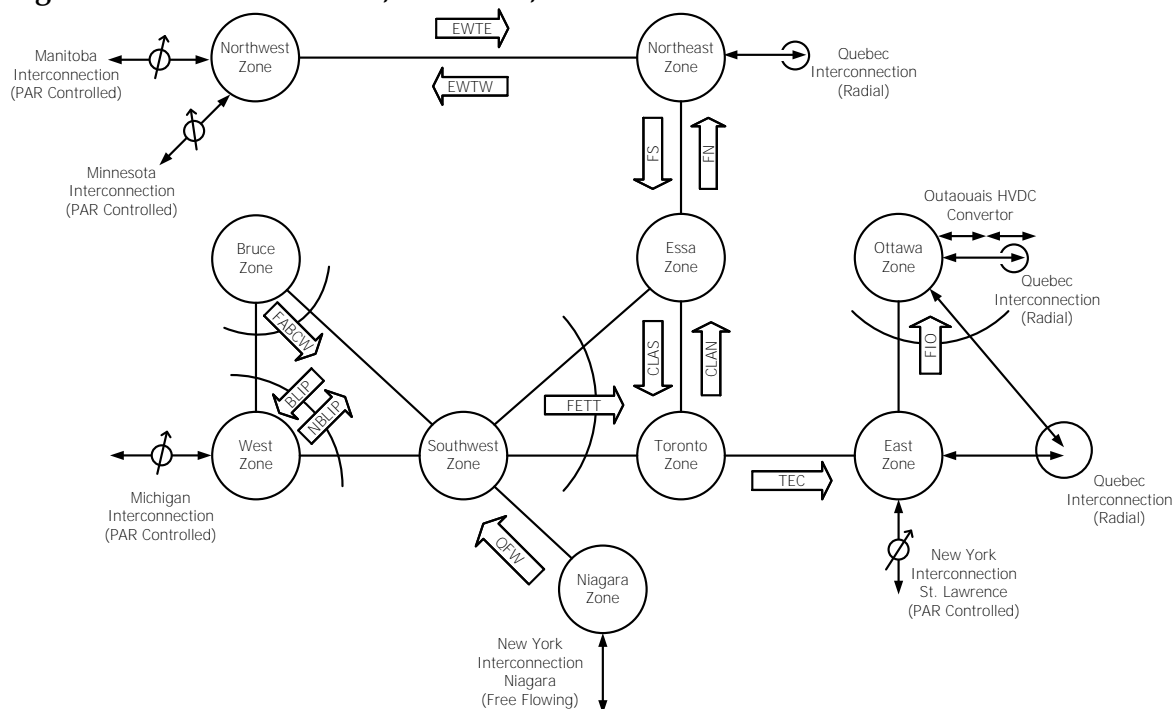 EWTE
Northwest
Zone
Northeast
Zone
Manitoba
Interconnection
(PAR Controlled)
Quebec
Interconnection
(Radial)
EWTW
FS
FN
Minnesota
Interconnection
(PAR Controlled)
Outaouais HVDC
Convertor
Bruce
Zone
Essa
Zone
Ottawa
Zone
Quebec
Interconnection
(Radial)
FABCW
CLAS
CLAN
FIO
BLIP
NBLIP
FETT
West
Zone
Southwest
Zone
Toronto
Zone
East
Zone
TEC
Michigan
Interconnection
(PAR Controlled)
Quebec
Interconnection
(Radial)
QFW
Niagara
Zone
New York
Interconnection
St. Lawrence
(PAR Controlled)
New York
Interconnection
Niagara
(Free Flowing)